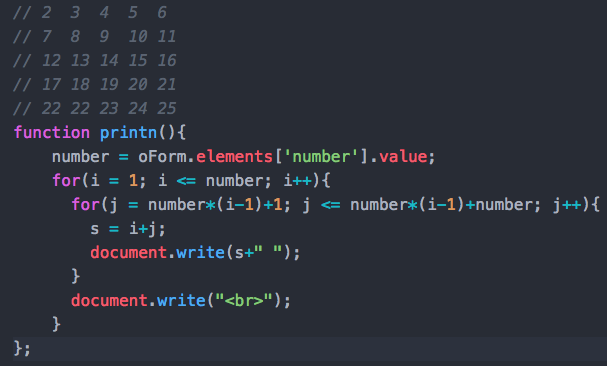 // 2  3  4  5  6
// 7  8  9  10 11
// 12 13 14 15 16
// 17 18 19 20 21
// 22 22 23 24 25
function printn(){
    number = oForm.elements['number'].value;
    for(i = 1; i <= number; i++){
      for(j = number*(i-1)+1; j <= number*(i-1)+number; j++){
        s = i+j;
        document.write(s+" ");
      }
      document.write("<br>");
    }
};